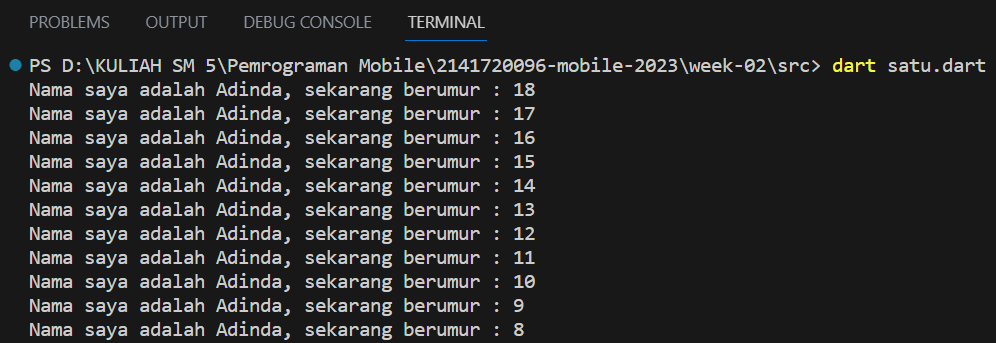 PROBLEMS OUTPUT DEBUG CONSOLE TERMINAL
PS D:\KULIAH SM 5\Pemrograman Mobile\2141720096-mobile-2023\week-02\src> dart satu.dart
Nama saya adalah Adinda, sekarang berumur : 18
Nama saya adalah Adinda, sekarang berumur : 17
Nama saya adalah Adinda, sekarang berumur : 16
Nama saya adalah Adinda, sekarang berumur : 15
Nama saya adalah Adinda, sekarang berumur : 14
Nama saya adalah Adinda, sekarang berumur : 13
Nama saya adalah Adinda, sekarang berumur : 12
Nama saya adalah Adinda, sekarang berumur : 11
Nama saya adalah Adinda, sekarang berumur : 10
Nama saya adalah Adinda, sekarang berumur : 9
Nama saya adalah Adinda, sekarang berumur : 8